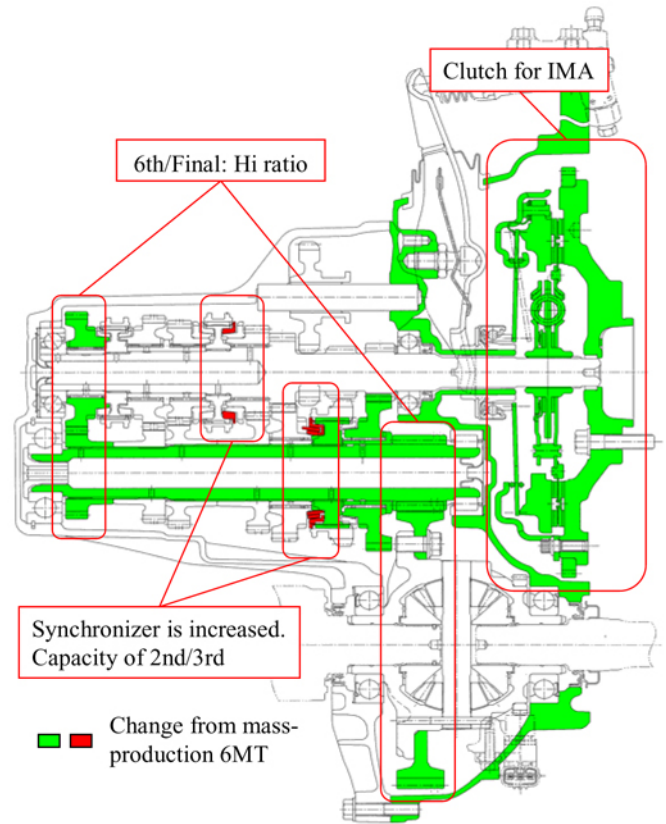 Clutch for IMA
6th/Final: Hi ratio
Synchronizer is increased.
Capacity of 2nd/3rd
Change from mass-
production 6MT